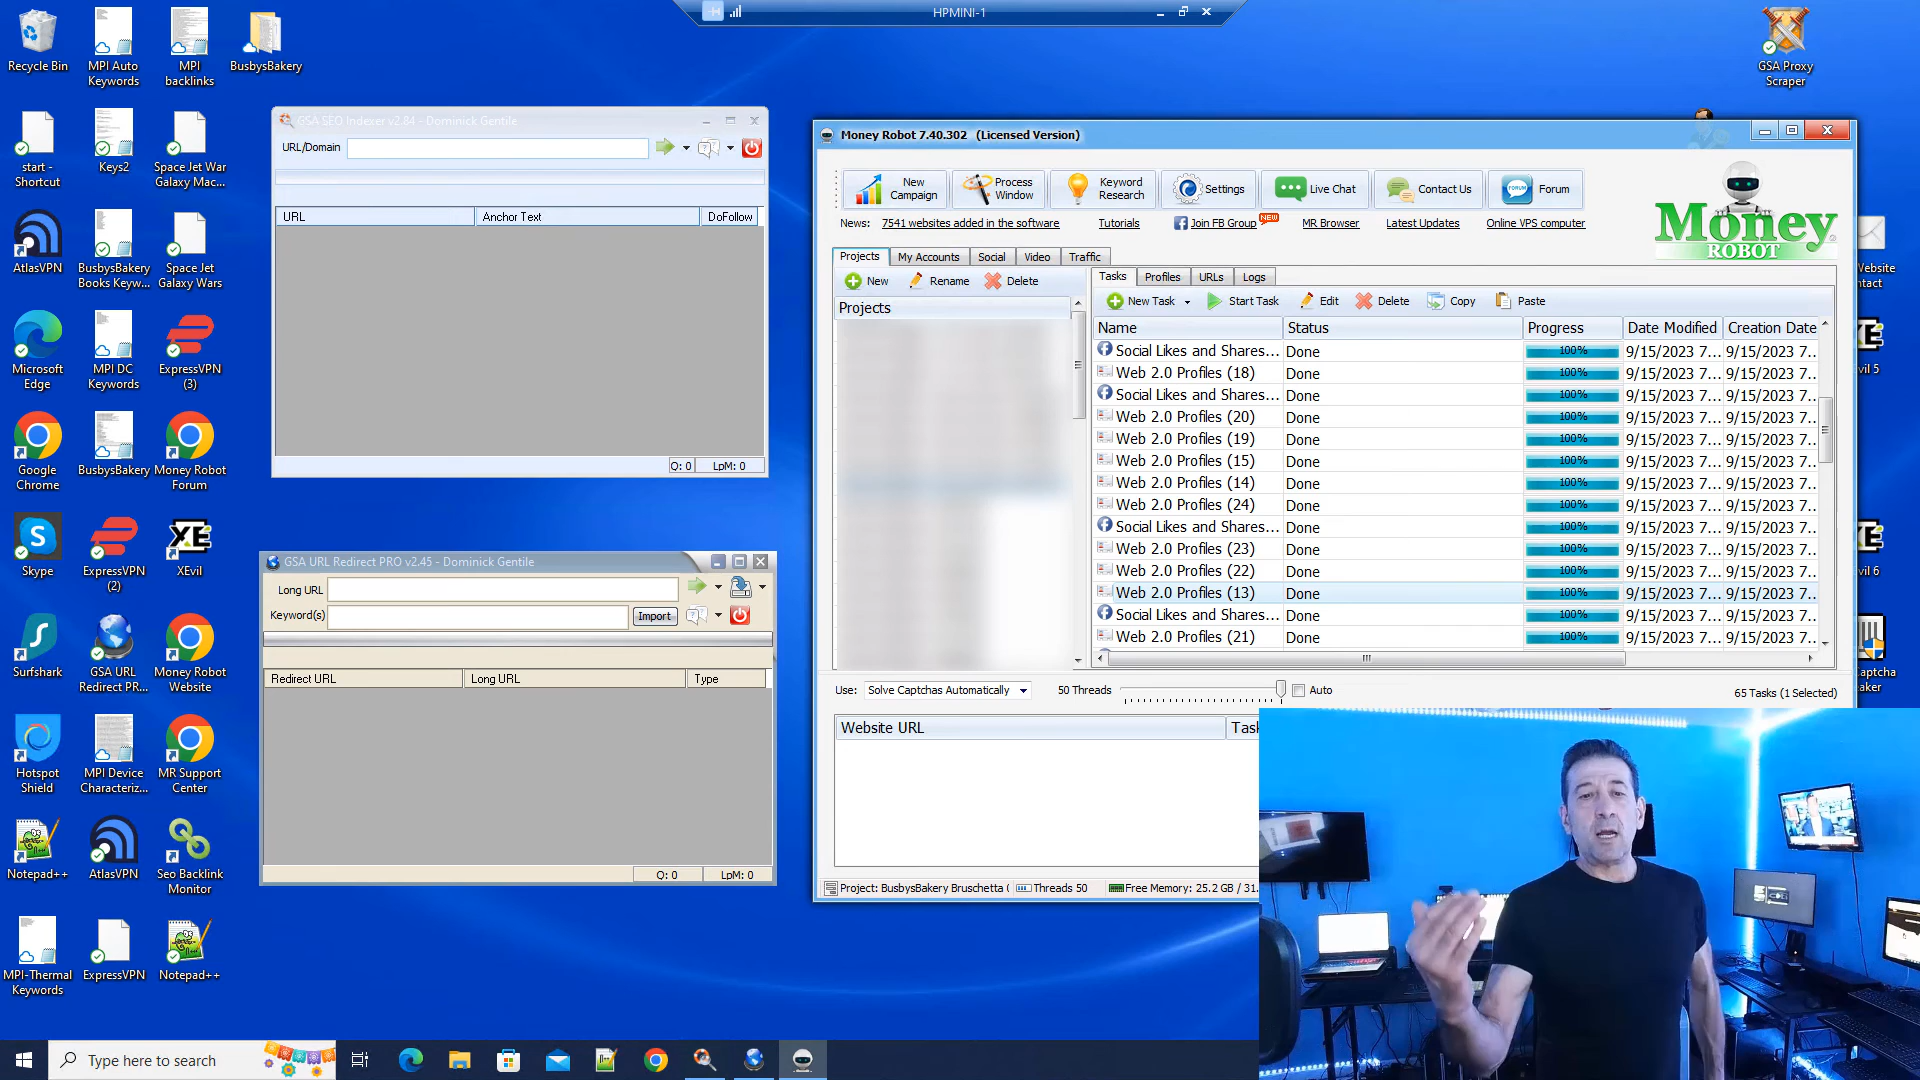 HPMINI-1
Recycle Bin
MPI Auto
Keywords
MPI
backlinks
BusbysBakery
GSA Proxy
Scraper
start -
Shortcut
Keys2
Space Jet War
Galaxy Mac...
AtlasVPN
BusbysBakery
Books Keyw...
Space Jet
Galaxy Wars
Microsoft
Edge
MPI DC
Keywords
ExpressVPN
(3)
Google
Chrome
BusbysBakery
Money Robot
Forum
Skype
ExpressVPN
(2)
XEvil
Surfshark
GSA URL
Redirect PR...
Money Robot
Website
Hotspot
Shield
MPI Device
Characteriz...
MR Support
Center
Notepad++
AtlasVPN
Seo Backlink
Monitor
MPI-Thermal
Keywords
ExpressVPN
Notepad++
GSA SEO Indexer v2.84 - Dominick Gentile
URL/Domain
URL
Anchor Text
DoFollow
Q: 0
LpM: 0
GSA URL Redirect PRO v2.45 - Dominick Gentile
Long URL
Keyword(s)
Import
Redirect URL
Long URL
Type
Q: 0
LpM: 0
Money Robot 7.40.302 (Licensed Version)
New
Campaign
Process
Window
Keyword
Research
Settings
Live Chat
Contact Us
FORUM
Forum
News: 7541 websites added in the software
Tutorials
Join FB Group
NEW
MR Browser
Latest Updates
Online VPS computer
Money
ROBOT
Projects
My Accounts
Social
Video
Traffic
New
Rename
Delete
Projects
Tasks
Profiles
URLs
Logs
New Task
Start Task
Edit
Delete
Copy
Paste
Name Status Progress Date Modified Creation Date
Social Likes and Shares... Done 100% 9/15/2023 7... 9/15/2023 7..
Web 2.0 Profiles (18) Done 100% 9/15/2023 7... 9/15/2023 7..
Social Likes and Shares... Done 100% 9/15/2023 7... 9/15/2023 7..
Web 2.0 Profiles (20) Done 100% 9/15/2023 7... 9/15/2023 7..
Web 2.0 Profiles (19) Done 100% 9/15/2023 7... 9/15/2023 7..
Web 2.0 Profiles (15) Done 100% 9/15/2023 7... 9/15/2023 7..
Web 2.0 Profiles (14) Done 100% 9/15/2023 7... 9/15/2023 7..
Web 2.0 Profiles (24) Done 100% 9/15/2023 7... 9/15/2023 7..
Social Likes and Shares... Done 100% 9/15/2023 7... 9/15/2023 7..
Web 2.0 Profiles (23) Done 100% 9/15/2023 7... 9/15/2023 7..
Web 2.0 Profiles (22) Done 100% 9/15/2023 7... 9/15/2023 7..
Web 2.0 Profiles (13) Done 100% 9/15/2023 7... 9/15/2023 7..
Social Likes and Shares... Done 100% 9/15/2023 7... 9/15/2023 7..
Web 2.0 Profiles (21) Done 100% 9/15/2023 7... 9/15/2023 7..
Use: Solve Captchas Automatically
50 Threads
Auto
65 Tasks (1 Selected)
Website URL
Task
Project: BusbysBakery Bruschetta (
Threads 50
Free Memory: 25.2 GB / 31.
Website
ntact
XE
vil 5
XE
vil 6
aptcha
eaker
Type here to search